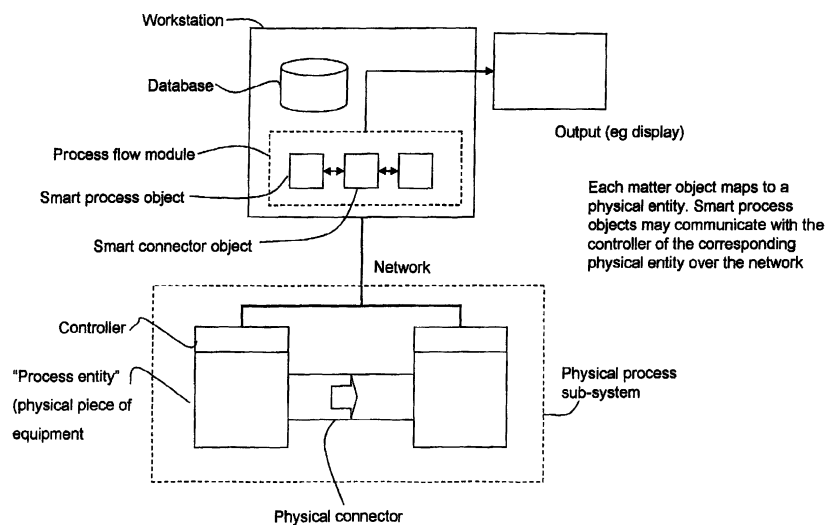 Workstation
Database
Process flow module
Smart process object
Smart connector object
Output (eg display)
Each matter object maps to a
physical entity. Smart process
objects may communicate with the
controller of the corresponding
physical entity over the network
Network
Controller
"Process entity"
(physical piece of
equipment
Physical process
sub-system
Physical connector